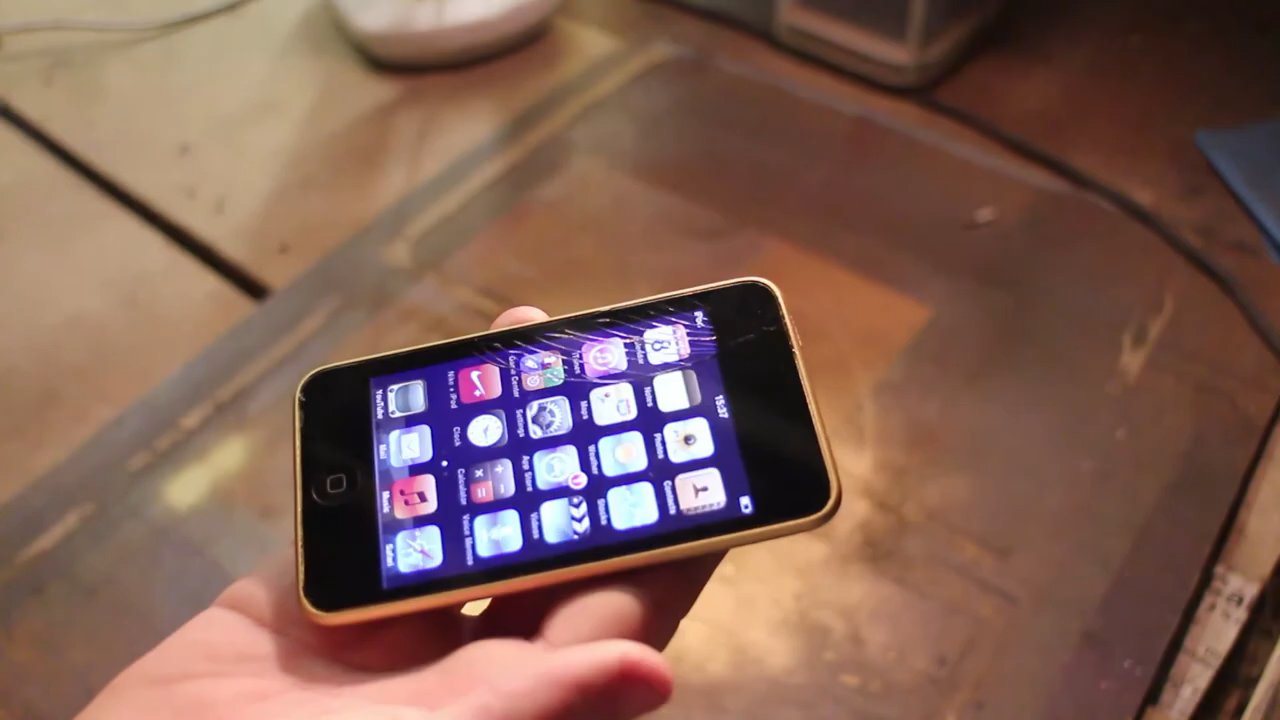 iPod 15:37
8
Calendar Notes Photos Contacts
iTunes Maps Weather Stocks
Game Center Settings App Store Videos
Nike + iPod Clock Calculator Voice Memos
YouTube Mail Music Safari